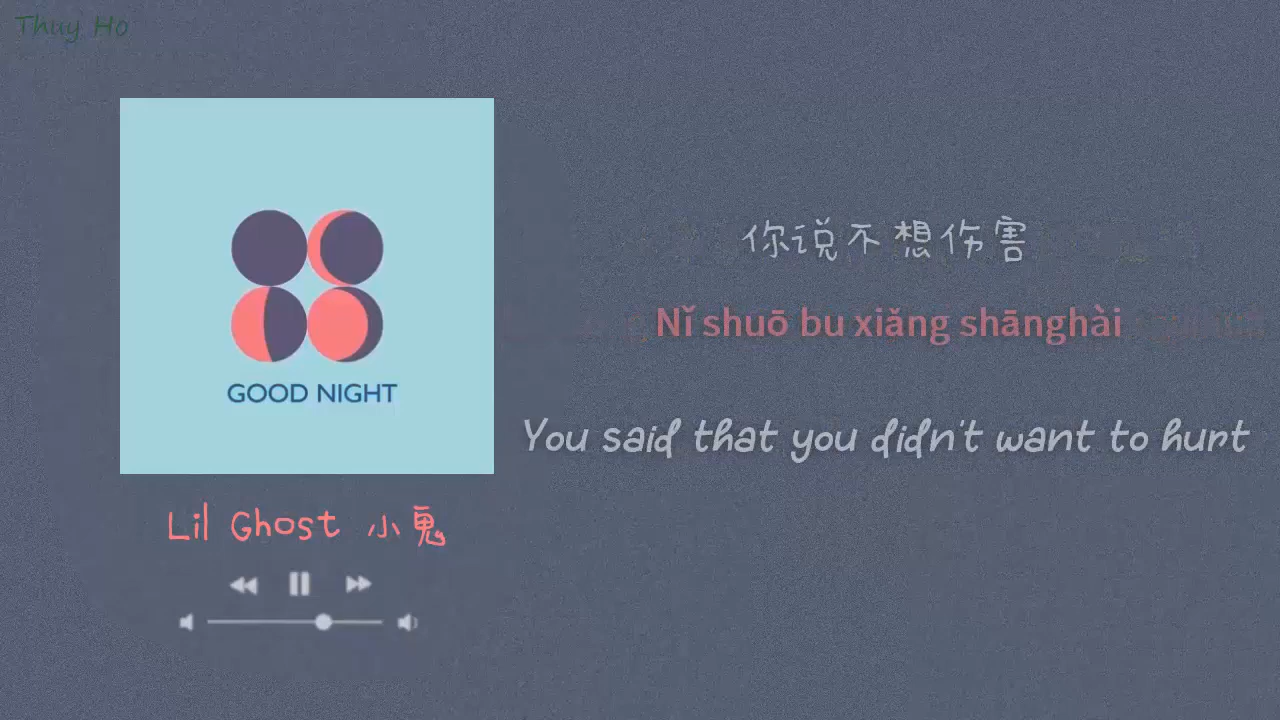 Thuy Ho
你说不想伤害
Nǐ shuō bu xiǎng shānghài
You said that you didn't want to hurt
GOOD NIGHT
Lil Ghost 小鬼